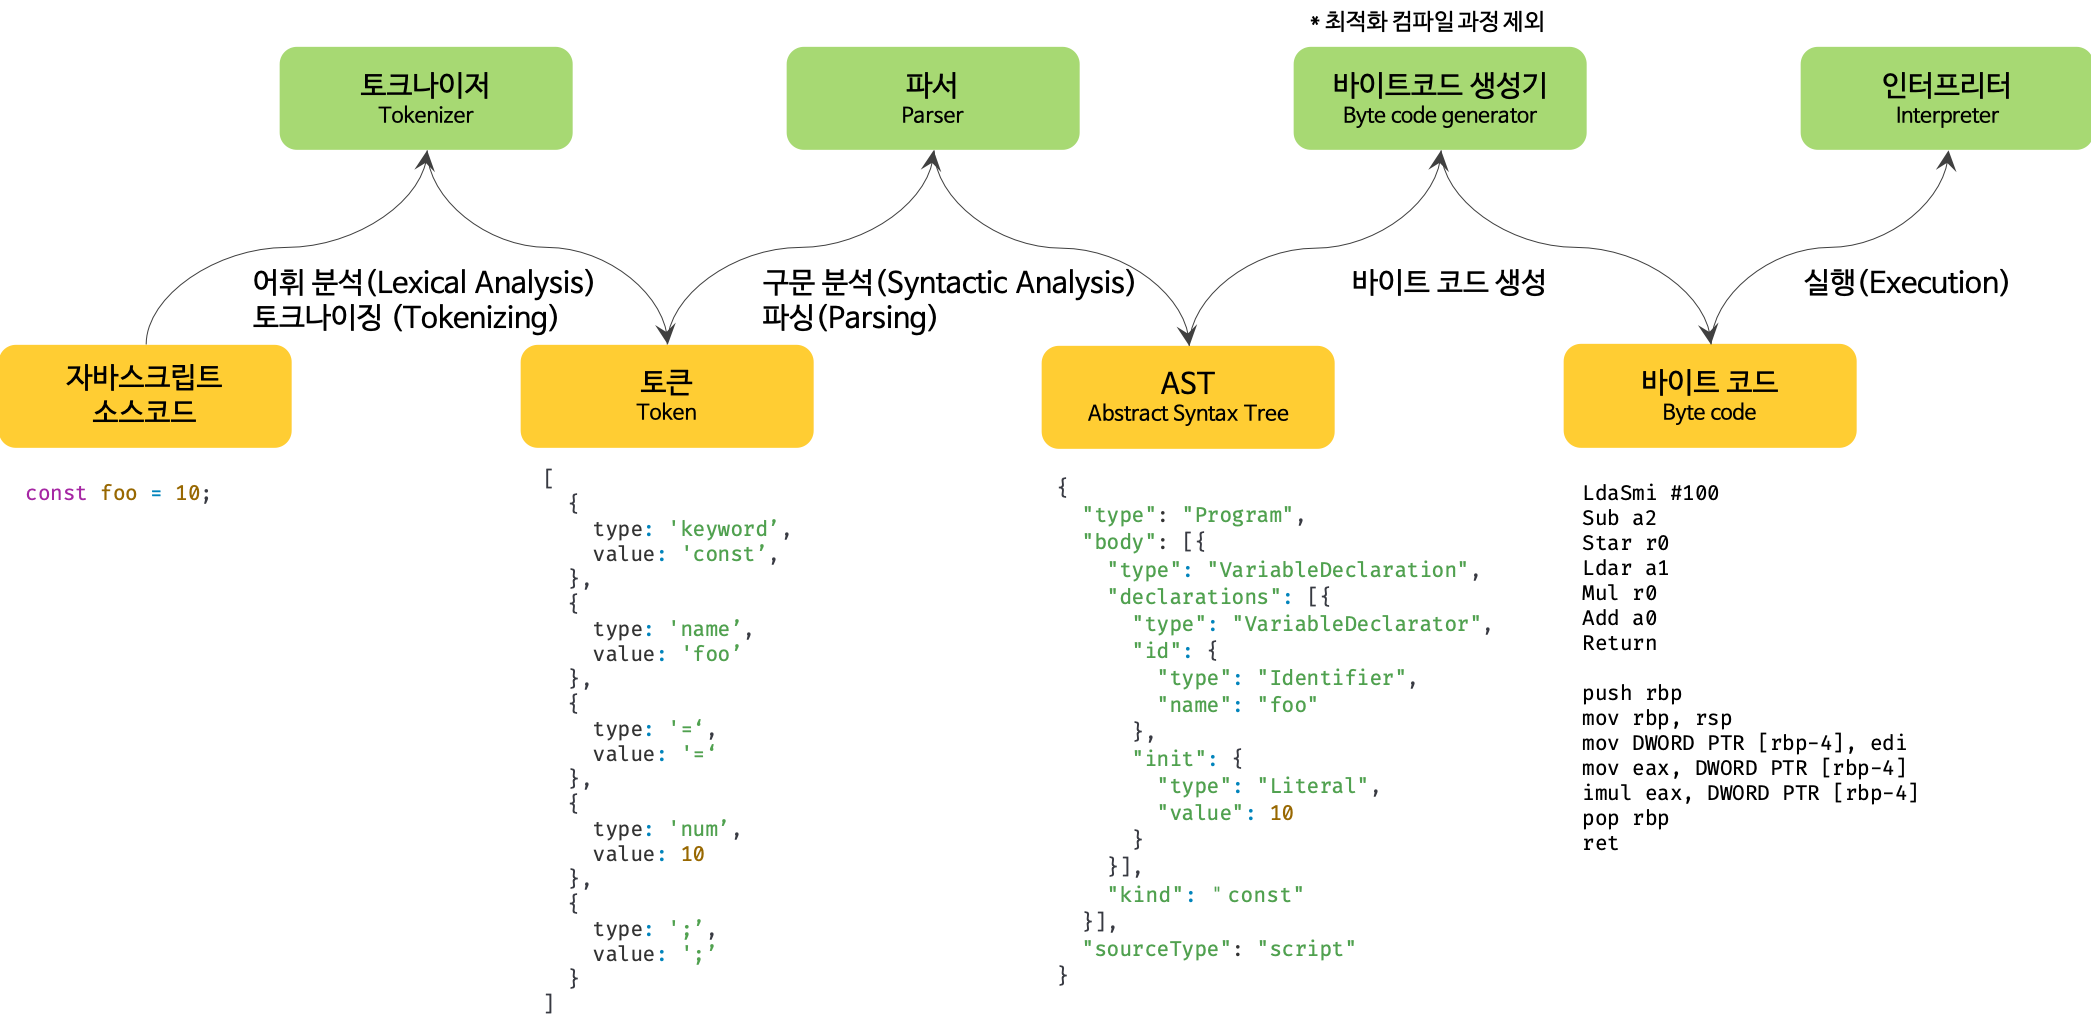 * 최적화 컴파일 과정 제외
토크나이저
Tokenizer
파서
Parser
바이트코드 생성기
Byte code generator
인터프리터
Interpreter
어휘 분석(Lexical Analysis)
토크나이징 (Tokenizing)
구문 분석(Syntactic Analysis)
파싱(Parsing)
바이트 코드 생성
실행(Execution)
자바스크립트
소스코드
토큰
Token
AST
Abstract Syntax Tree
바이트 코드
Byte code
const foo = 10;
[
  {
    type: 'keyword’,
    value: 'const’,
  },
  {
    type: 'name’,
    value: 'foo’
  },
  {
    type: '=‘,
    value: '=‘
  },
  {
    type: 'num’,
    value: 10
  },
  {
    type: ';’,
    value: ';’
  }
]
{
  "type": "Program",
  "body": [{
    "type": "VariableDeclaration",
    "declarations": [{
      "type": "VariableDeclarator",
      "id": {
        "type": "Identifier",
        "name": "foo"
      },
      "init": {
        "type": "Literal",
        "value": 10
      }
    }],
    "kind": "const"
  }],
  "sourceType": "script"
}
LdaSmi #100
Sub a2
Star r0
Ldar a1
Mul r0
Add a0
Return
push rbp
mov rbp, rsp
mov DWORD PTR [rbp-4], edi
mov eax, DWORD PTR [rbp-4]
imul eax, DWORD PTR [rbp-4]
pop rbp
ret